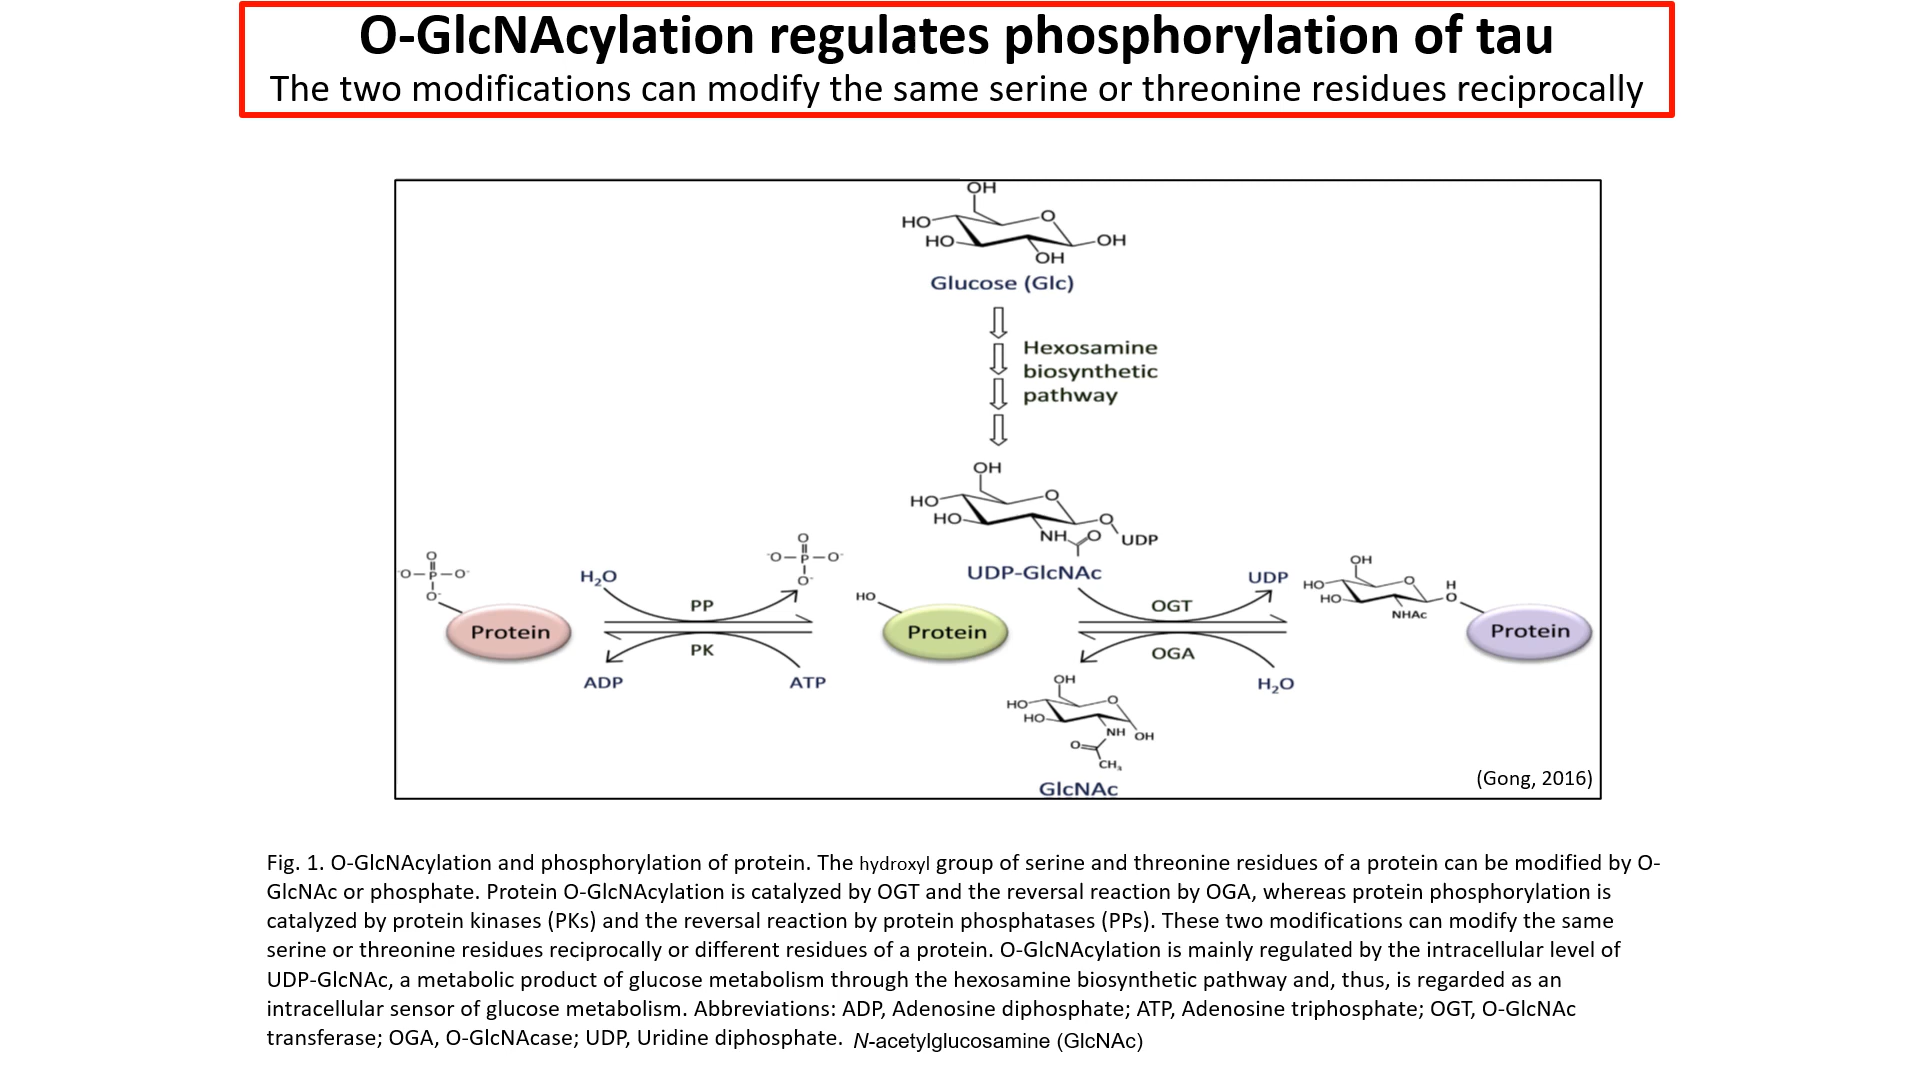 O-GlcNAcylation regulates phosphorylation of tau
The two modifications can modify the same serine or threonine residues reciprocally
OH
HO
O
HO
OH
OH
Glucose (Glc)
Hexosamine
biosynthetic
pathway
OH
HO
O
HO
O
NH
O
UDP
UDP-GlcNAc
O
⁻O–P–O⁻
O⁻
Protein
H₂O
O
⁻O–P–O⁻
O⁻
PP
PK
ADP
ATP
HO
Protein
OGT
OGA
UDP
H₂O
OH
HO
O
HO
NHAc
H
O
Protein
OH
HO
O
HO
NH
OH
O
CH₃
GlcNAc
(Gong, 2016)
Fig. 1. O-GlcNAcylation and phosphorylation of protein. The hydroxyl group of serine and threonine residues of a protein can be modified by O-
GlcNAc or phosphate. Protein O-GlcNAcylation is catalyzed by OGT and the reversal reaction by OGA, whereas protein phosphorylation is
catalyzed by protein kinases (PKs) and the reversal reaction by protein phosphatases (PPs). These two modifications can modify the same
serine or threonine residues reciprocally or different residues of a protein. O-GlcNAcylation is mainly regulated by the intracellular level of
UDP-GlcNAc, a metabolic product of glucose metabolism through the hexosamine biosynthetic pathway and, thus, is regarded as an
intracellular sensor of glucose metabolism. Abbreviations: ADP, Adenosine diphosphate; ATP, Adenosine triphosphate; OGT, O-GlcNAc
transferase; OGA, O-GlcNAcase; UDP, Uridine diphosphate. N-acetylglucosamine (GlcNAc)